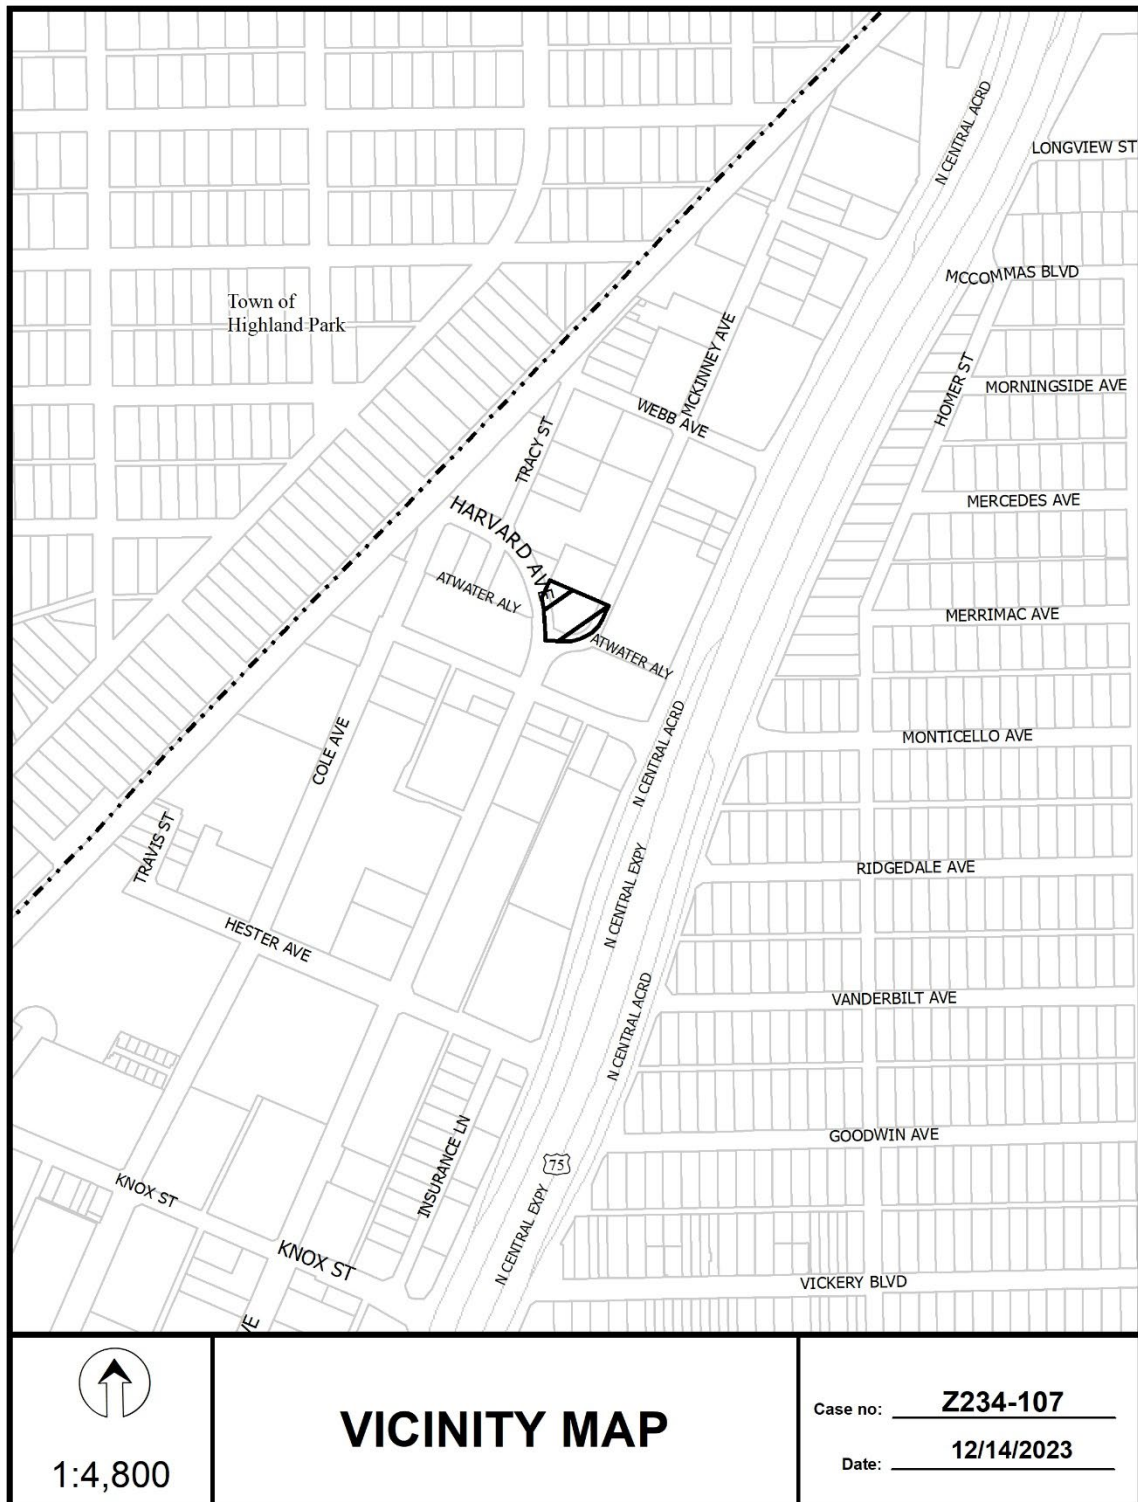 N CENTRAL ACRD
LONGVIEW ST
MCCOMMAS BLVD
Town of
Highland Park
MCKINNEY AVE
HOMER ST
MORNINGSIDE AVE
WEBB AVE
TRACY ST
MERCEDES AVE
HARVARD AVE
ATWATER ALY
MERRIMAC AVE
ATWATER ALY
COLE AVE
N CENTRAL ACRD
MONTICELLO AVE
TRAVIS ST
RIDGEDALE AVE
N CENTRAL EXPY
HESTER AVE
N CENTRAL ACRD
VANDERBILT AVE
INSURANCE LN
GOODWIN AVE
75
KNOX ST
N CENTRAL EXPY
KNOX ST
VICKERY BLVD
VE
1:4,800
VICINITY MAP
Case no: Z234-107
Date: 12/14/2023